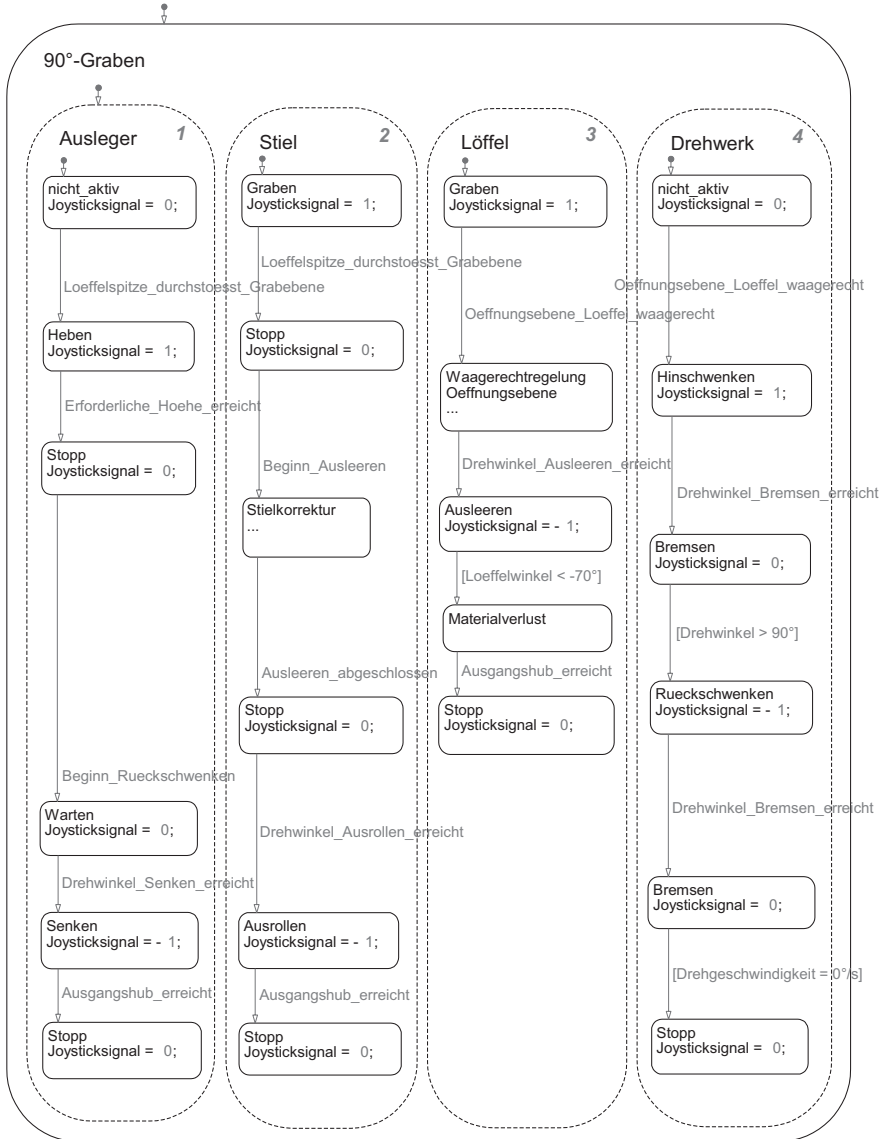 90°-Graben
Ausleger 1
nicht_aktiv
Joysticksignal = 0;
Loeffelspitze_durchstoesst_Grabebene
Heben
Joysticksignal = 1;
Erforderliche_Hoehe_erreicht
Stopp
Joysticksignal = 0;
Beginn_Rueckschwenken
Warten
Joysticksignal = 0;
Drehwinkel_Senken_erreicht
Senken
Joysticksignal = - 1;
Ausgangshub_erreicht
Stopp
Joysticksignal = 0;
Stiel 2
Graben
Joysticksignal = 1;
Loeffelspitze_durchstoesst_Grabebene
Stopp
Joysticksignal = 0;
Beginn_Ausleeren
Stielkorrektur
...
Ausleeren_abgeschlossen
Stopp
Joysticksignal = 0;
Drehwinkel_Ausrollen_erreicht
Ausrollen
Joysticksignal = - 1;
Ausgangshub_erreicht
Stopp
Joysticksignal = 0;
Löffel 3
Graben
Joysticksignal = 1;
Oeffnungsebene_Loeffel_waagerecht
Waagerechtregelung
Oeffnungsebene
...
Drehwinkel_Ausleeren_erreicht
Ausleeren
Joysticksignal = - 1;
[Loeffelwinkel < -70°]
Materialverlust
Ausgangshub_erreicht
Stopp
Joysticksignal = 0;
Drehwerk 4
nicht_aktiv
Joysticksignal = 0;
Oeffnungsebene_Loeffel_waagerecht
Hinschwenken
Joysticksignal = 1;
Drehwinkel_Bremsen_erreicht
Bremsen
Joysticksignal = 0;
[Drehwinkel > 90°]
Rueckschwenken
Joysticksignal = - 1;
Drehwinkel_Bremsen_erreicht
Bremsen
Joysticksignal = 0;
[Drehgeschwindigkeit = 0°/s]
Stopp
Joysticksignal = 0;